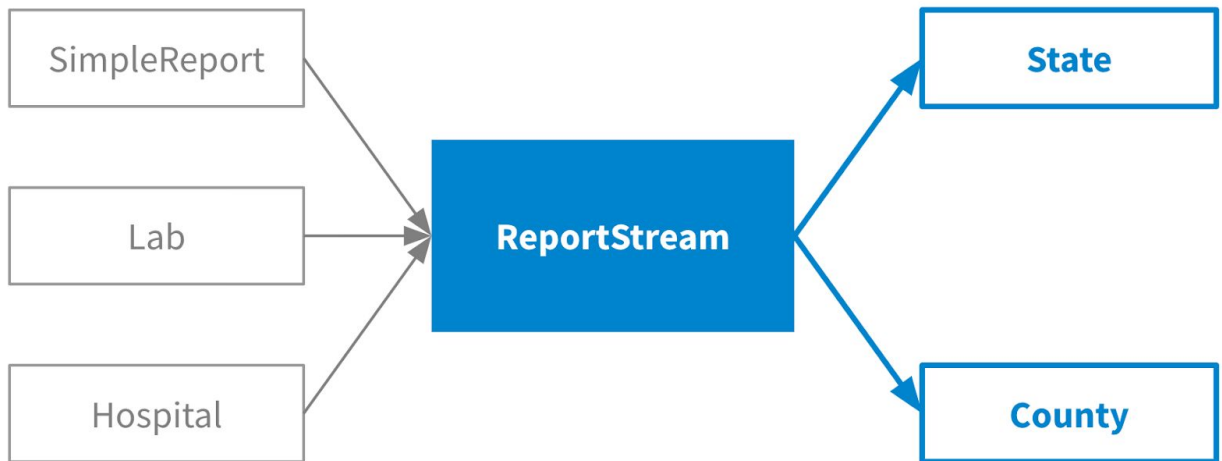 SimpleReport
Lab
Hospital
ReportStream
State
County